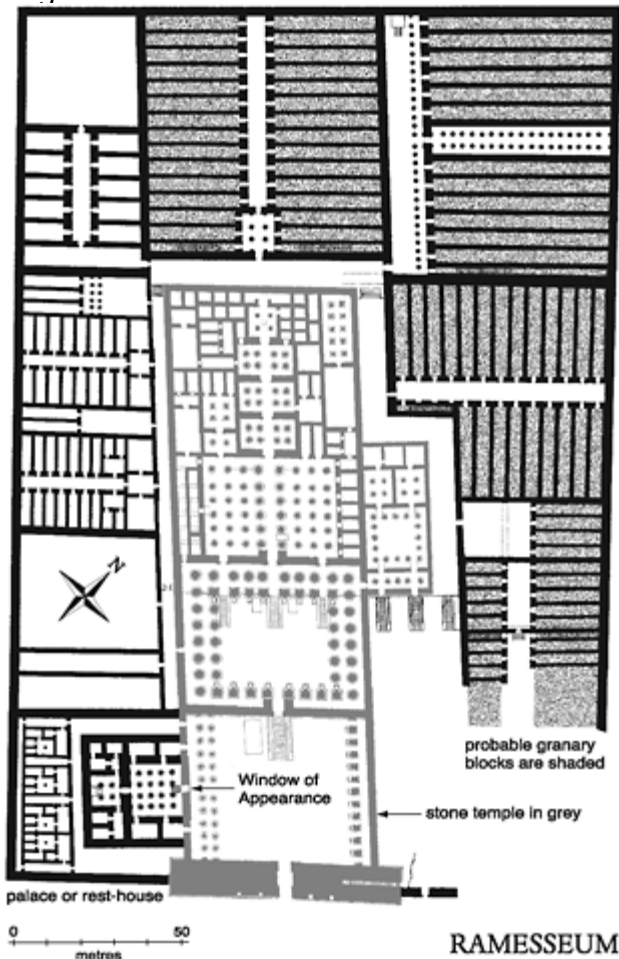 N
Window of
Appearance
probable granary
blocks are shaded
stone temple in grey
palace or rest-house
0 50
metres
RAMESSEUM